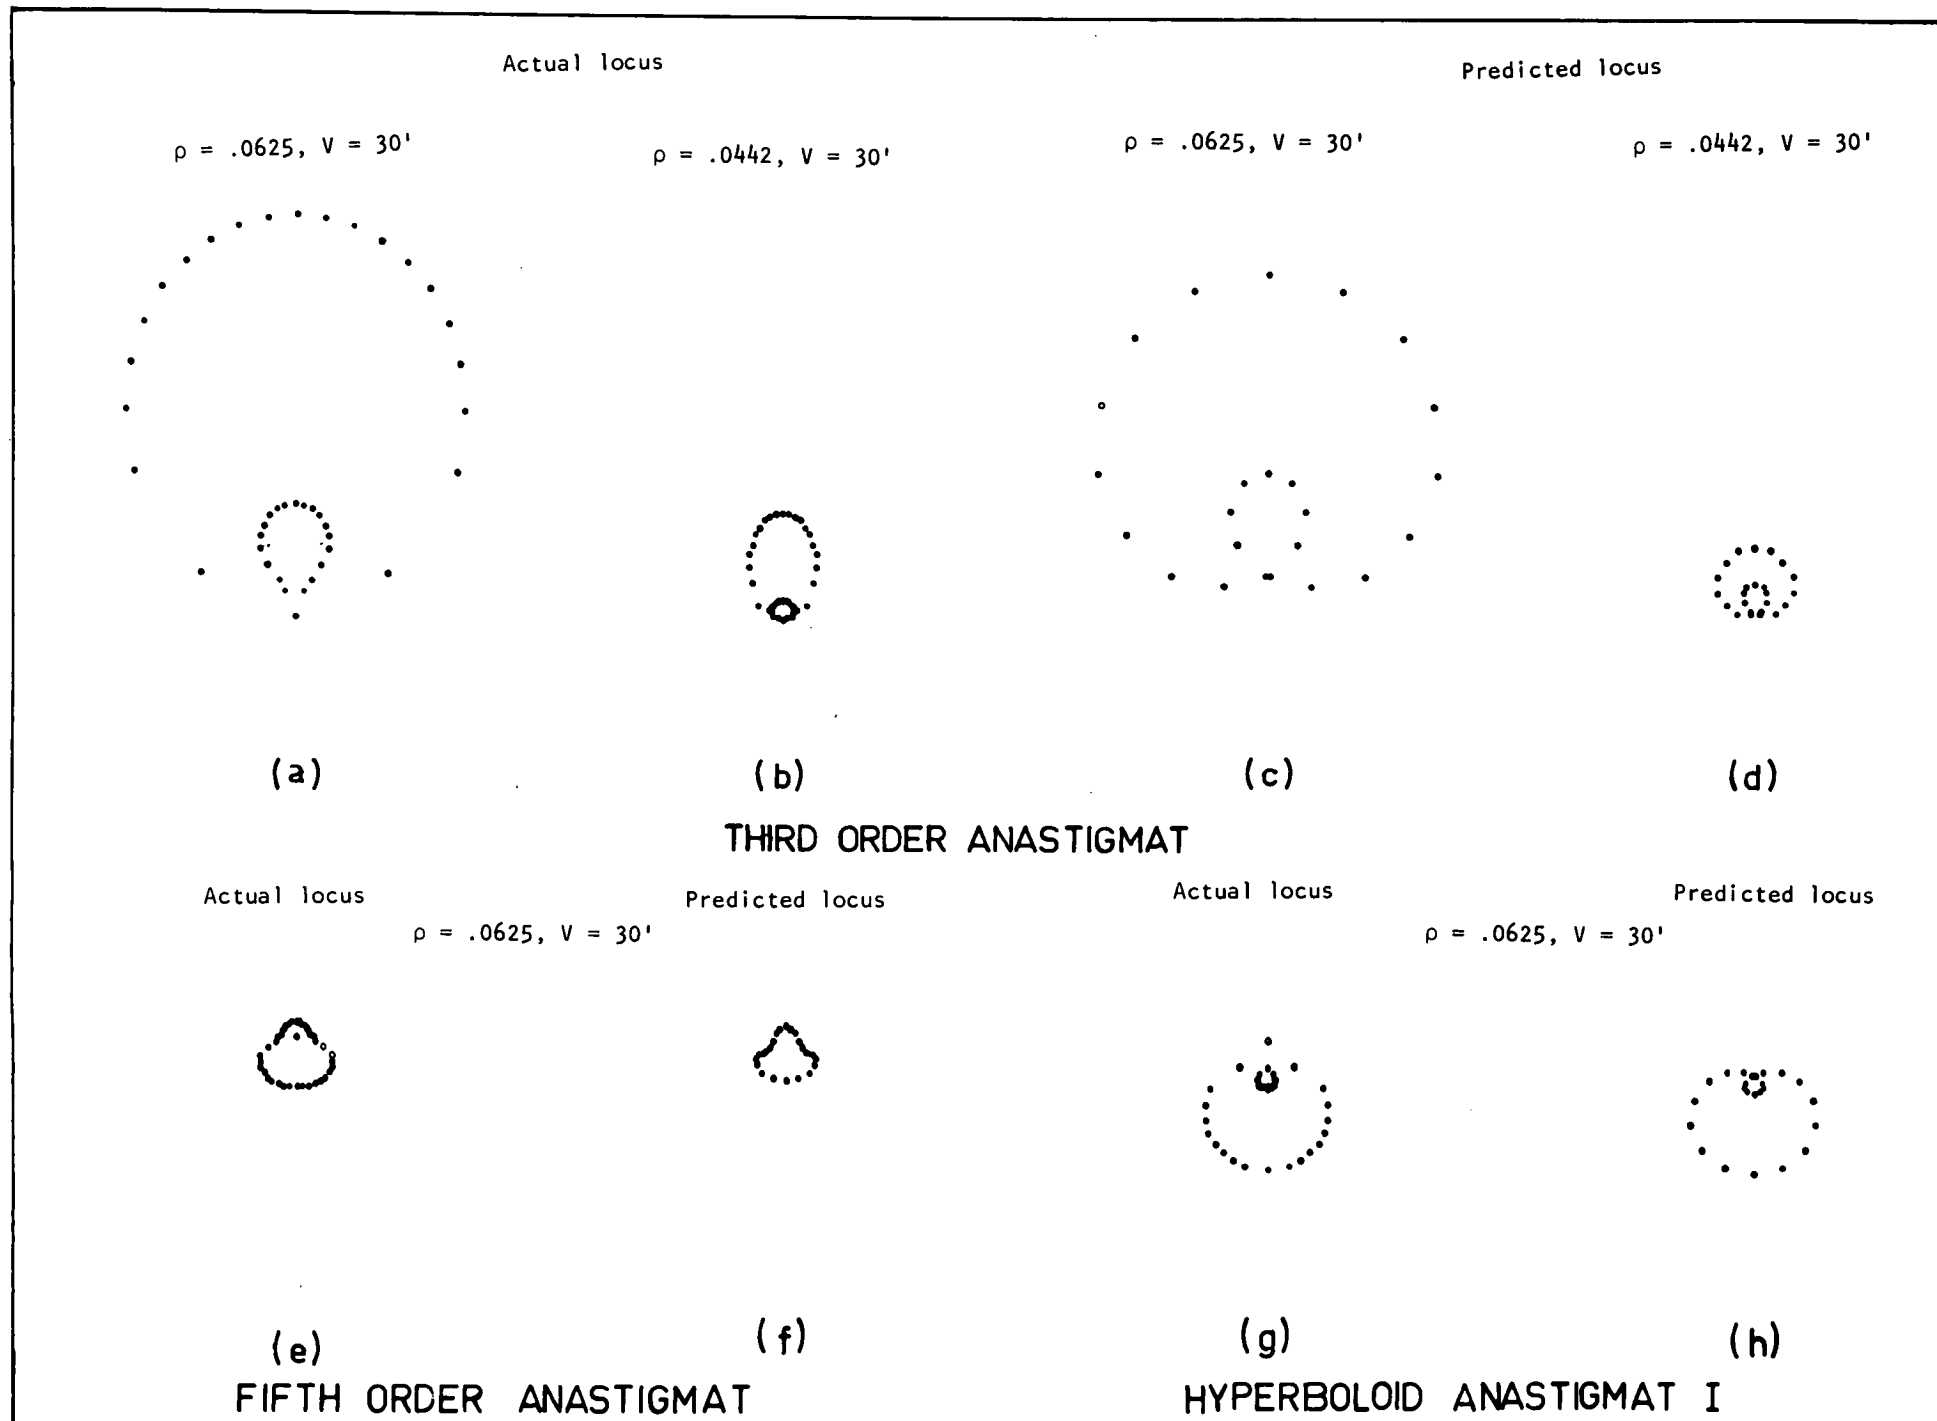 Actual locus
Predicted locus
ρ = .0625, V = 30'
ρ = .0442, V = 30'
ρ = .0625, V = 30'
ρ = .0442, V = 30'
(a)
(b)
(c)
(d)
THIRD ORDER ANASTIGMAT
Actual locus
Predicted locus
Actual locus
Predicted locus
ρ = .0625, V = 30'
ρ = .0625, V = 30'
(e)
(f)
(g)
(h)
FIFTH ORDER ANASTIGMAT
HYPERBOLOID ANASTIGMAT I